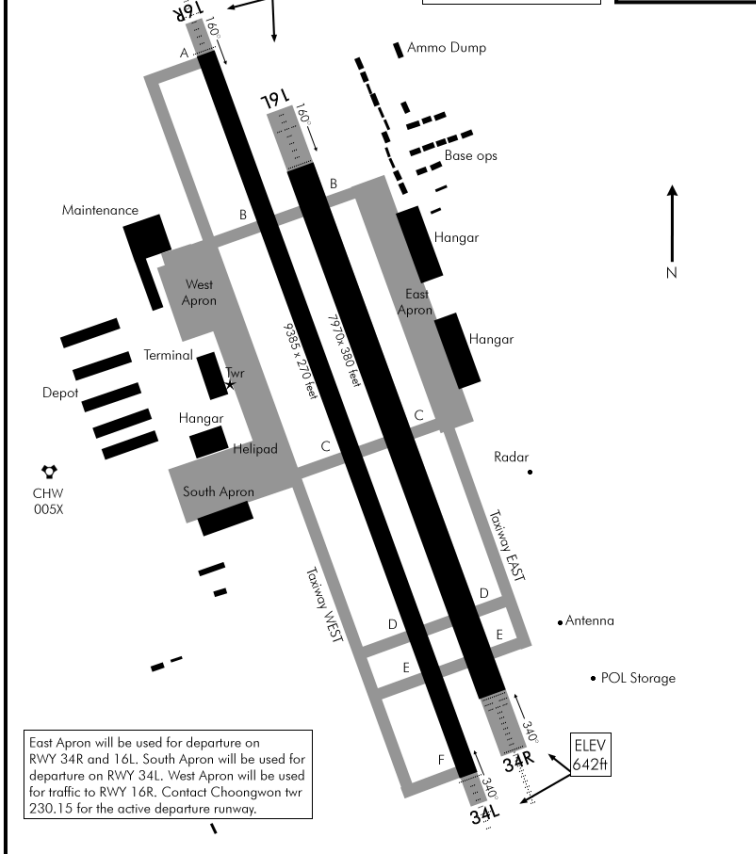 16R
160°
A
Ammo Dump
16L
160°
Base ops
B
B
Maintenance
Hangar
N
West
Apron
East
Apron
9385 x 270 feet
7970x 380 feet
Hangar
Terminal
Twr
Depot
Hangar
C
C
Helipad
Radar
CHW
005X
South Apron
Taxiway EAST
Taxiway WEST
D
D
Antenna
E
E
POL Storage
East Apron will be used for departure on
RWY 34R and 16L. South Apron will be used for
departure on RWY 34L, West Apron will be used
for traffic to RWY 16R. Contact Choongwon twr
230.15 for the active departure runway.
F
340°
34R
ELEV
642ft
340°
34L